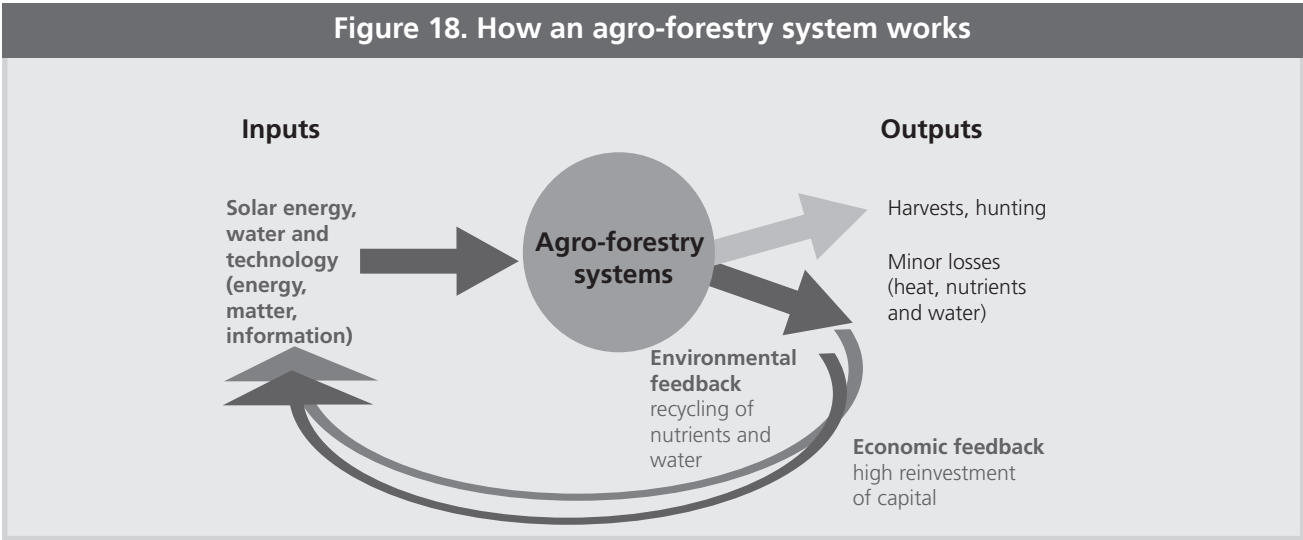 Figure 18. How an agro-forestry system works
Inputs
Outputs
Solar energy,
water and
technology
(energy,
matter,
information)
Agro-forestry
systems
Harvests, hunting
Minor losses
(heat, nutrients
and water)
Environmental
feedback
recycling of
nutrients and
water
Economic feedback
high reinvestment
of capital